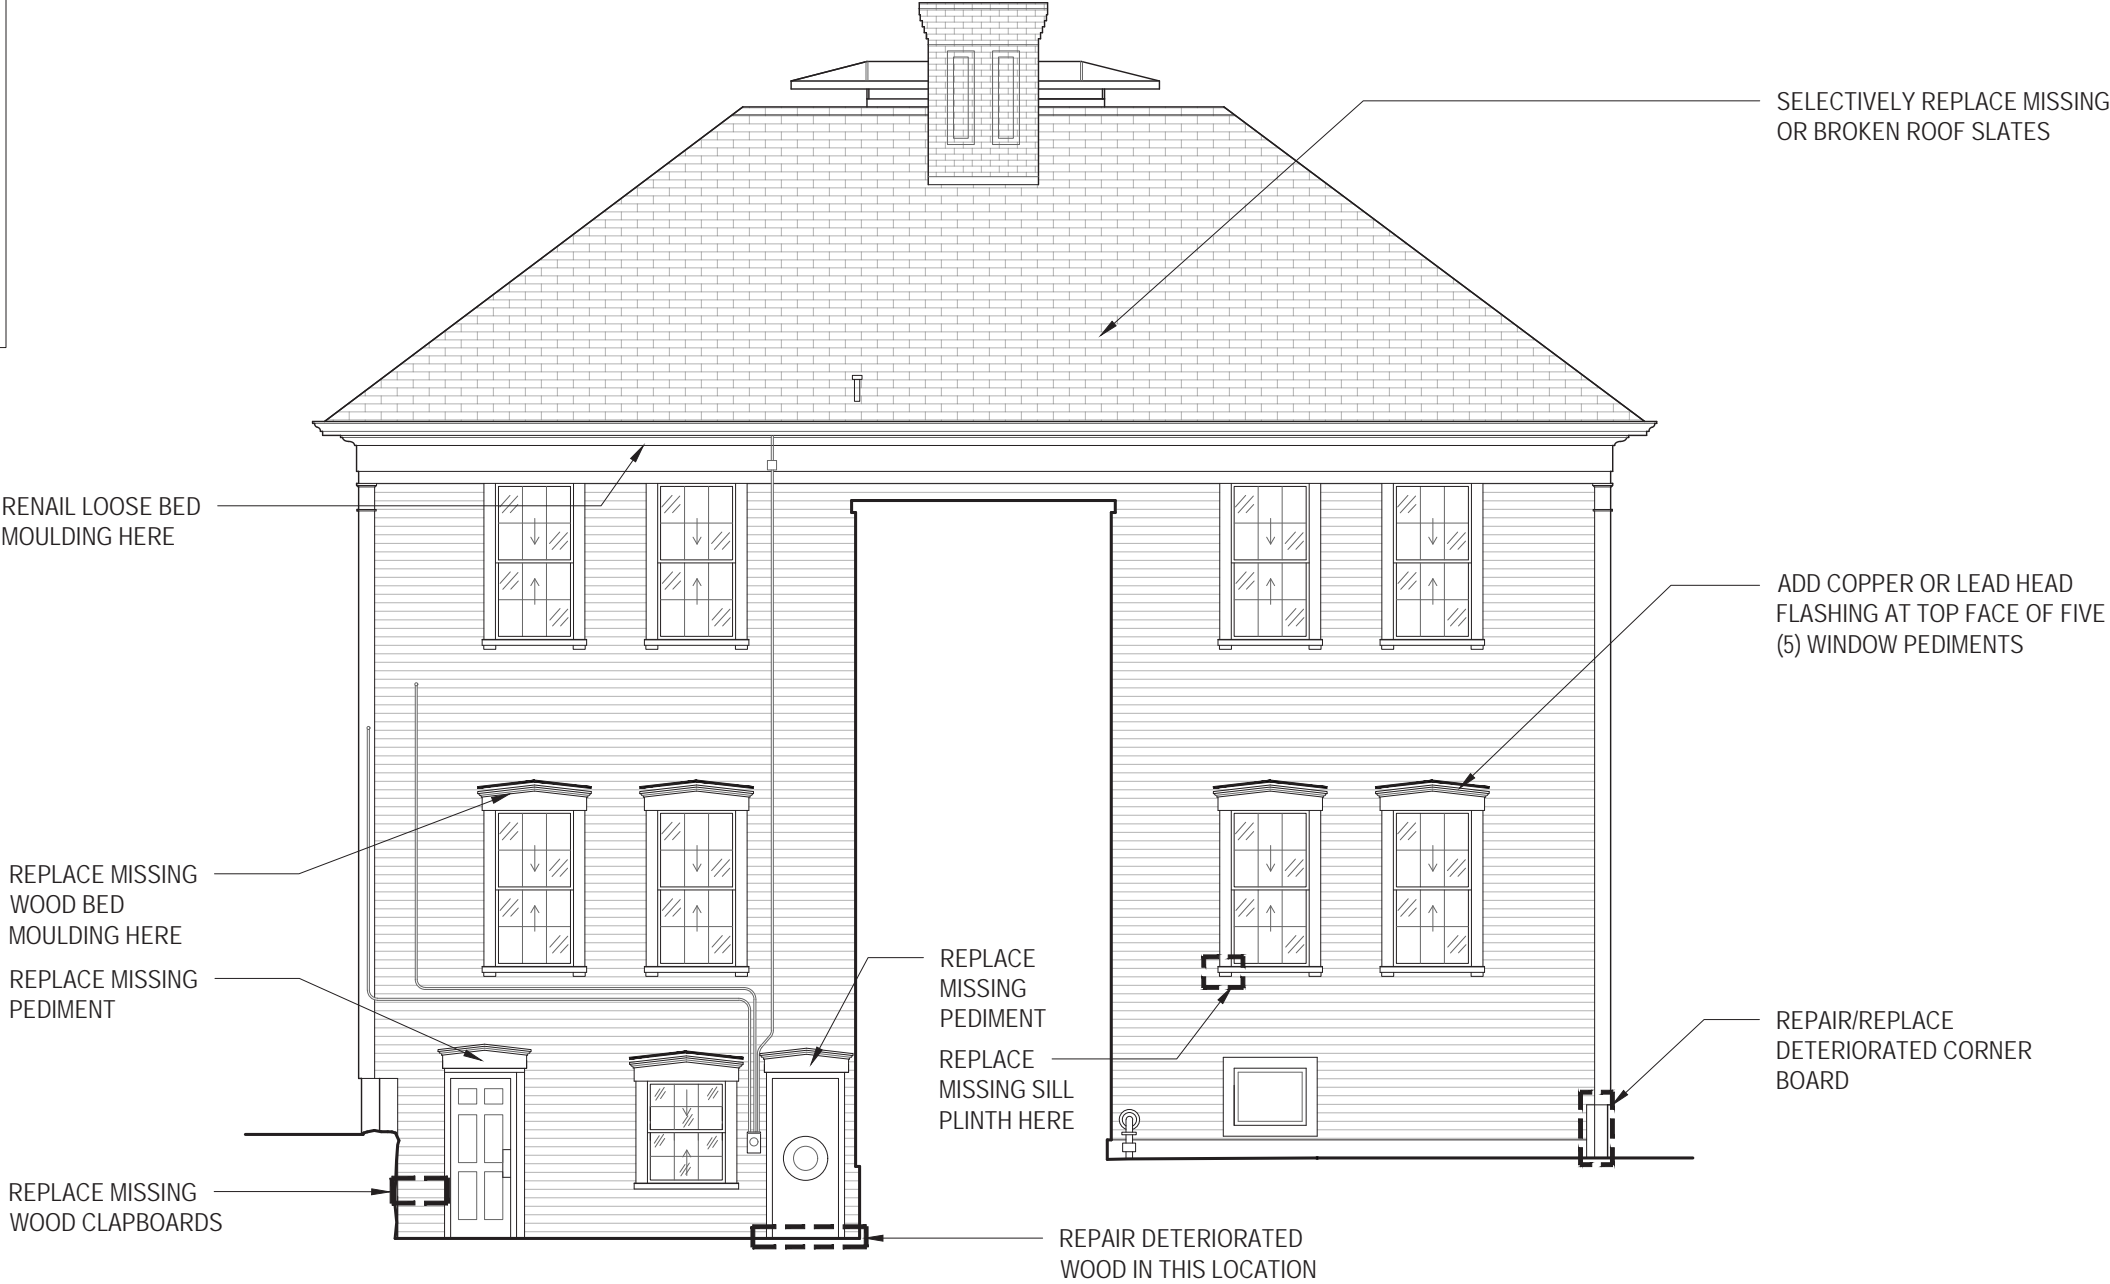 SELECTIVELY REPLACE MISSING
OR BROKEN ROOF SLATES
RENAIL LOOSE BED
MOULDING HERE
ADD COPPER OR LEAD HEAD
FLASHING AT TOP FACE OF FIVE
(5) WINDOW PEDIMENTS
REPLACE MISSING
WOOD BED
MOULDING HERE
REPLACE MISSING
PEDIMENT
REPLACE
MISSING
PEDIMENT
REPLACE
MISSING SILL
PLINTH HERE
REPAIR/REPLACE
DETERIORATED CORNER
BOARD
REPLACE MISSING
WOOD CLAPBOARDS
REPAIR DETERIORATED
WOOD IN THIS LOCATION